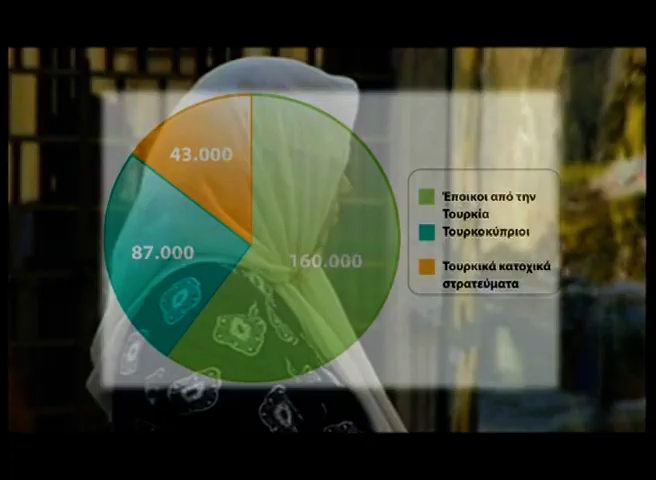 43.000
87.000
160.000
Έποικοι από την
Τουρκία
Τουρκοκύπριοι
Τουρκικά κατοχικά
στρατεύματα